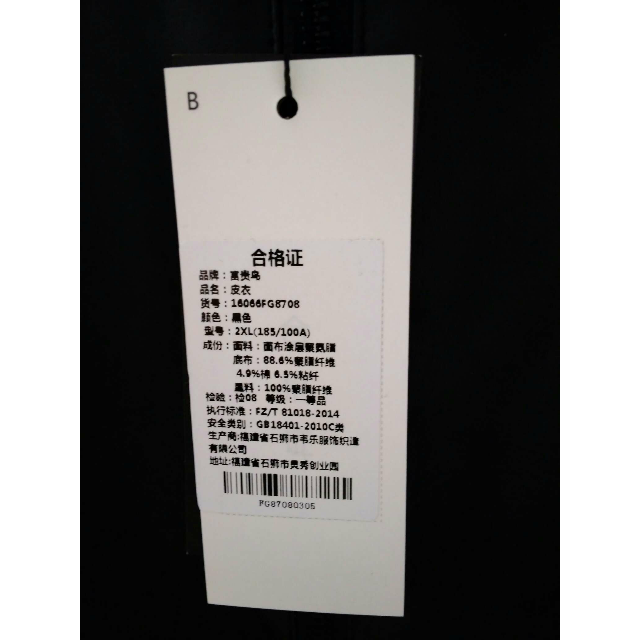 B
合格证
品牌：富贵鸟
品名：皮衣
货号：16066FG8708
颜色：黑色
型号：2XL(185/100A)
成份：面料：面布涂层聚氨脂
底布：88.6%聚脂纤维
4.9%棉 6.5%粘纤
里料：100%聚脂纤维
检验：检08 等级：一等品
执行标准：FZ/T 81018-2014
安全类别：GB18401-2010C类
生产商:福建省石狮市韦乐服饰织造
有限公司
地址:福建省石狮市灵秀创业园
FG87080305